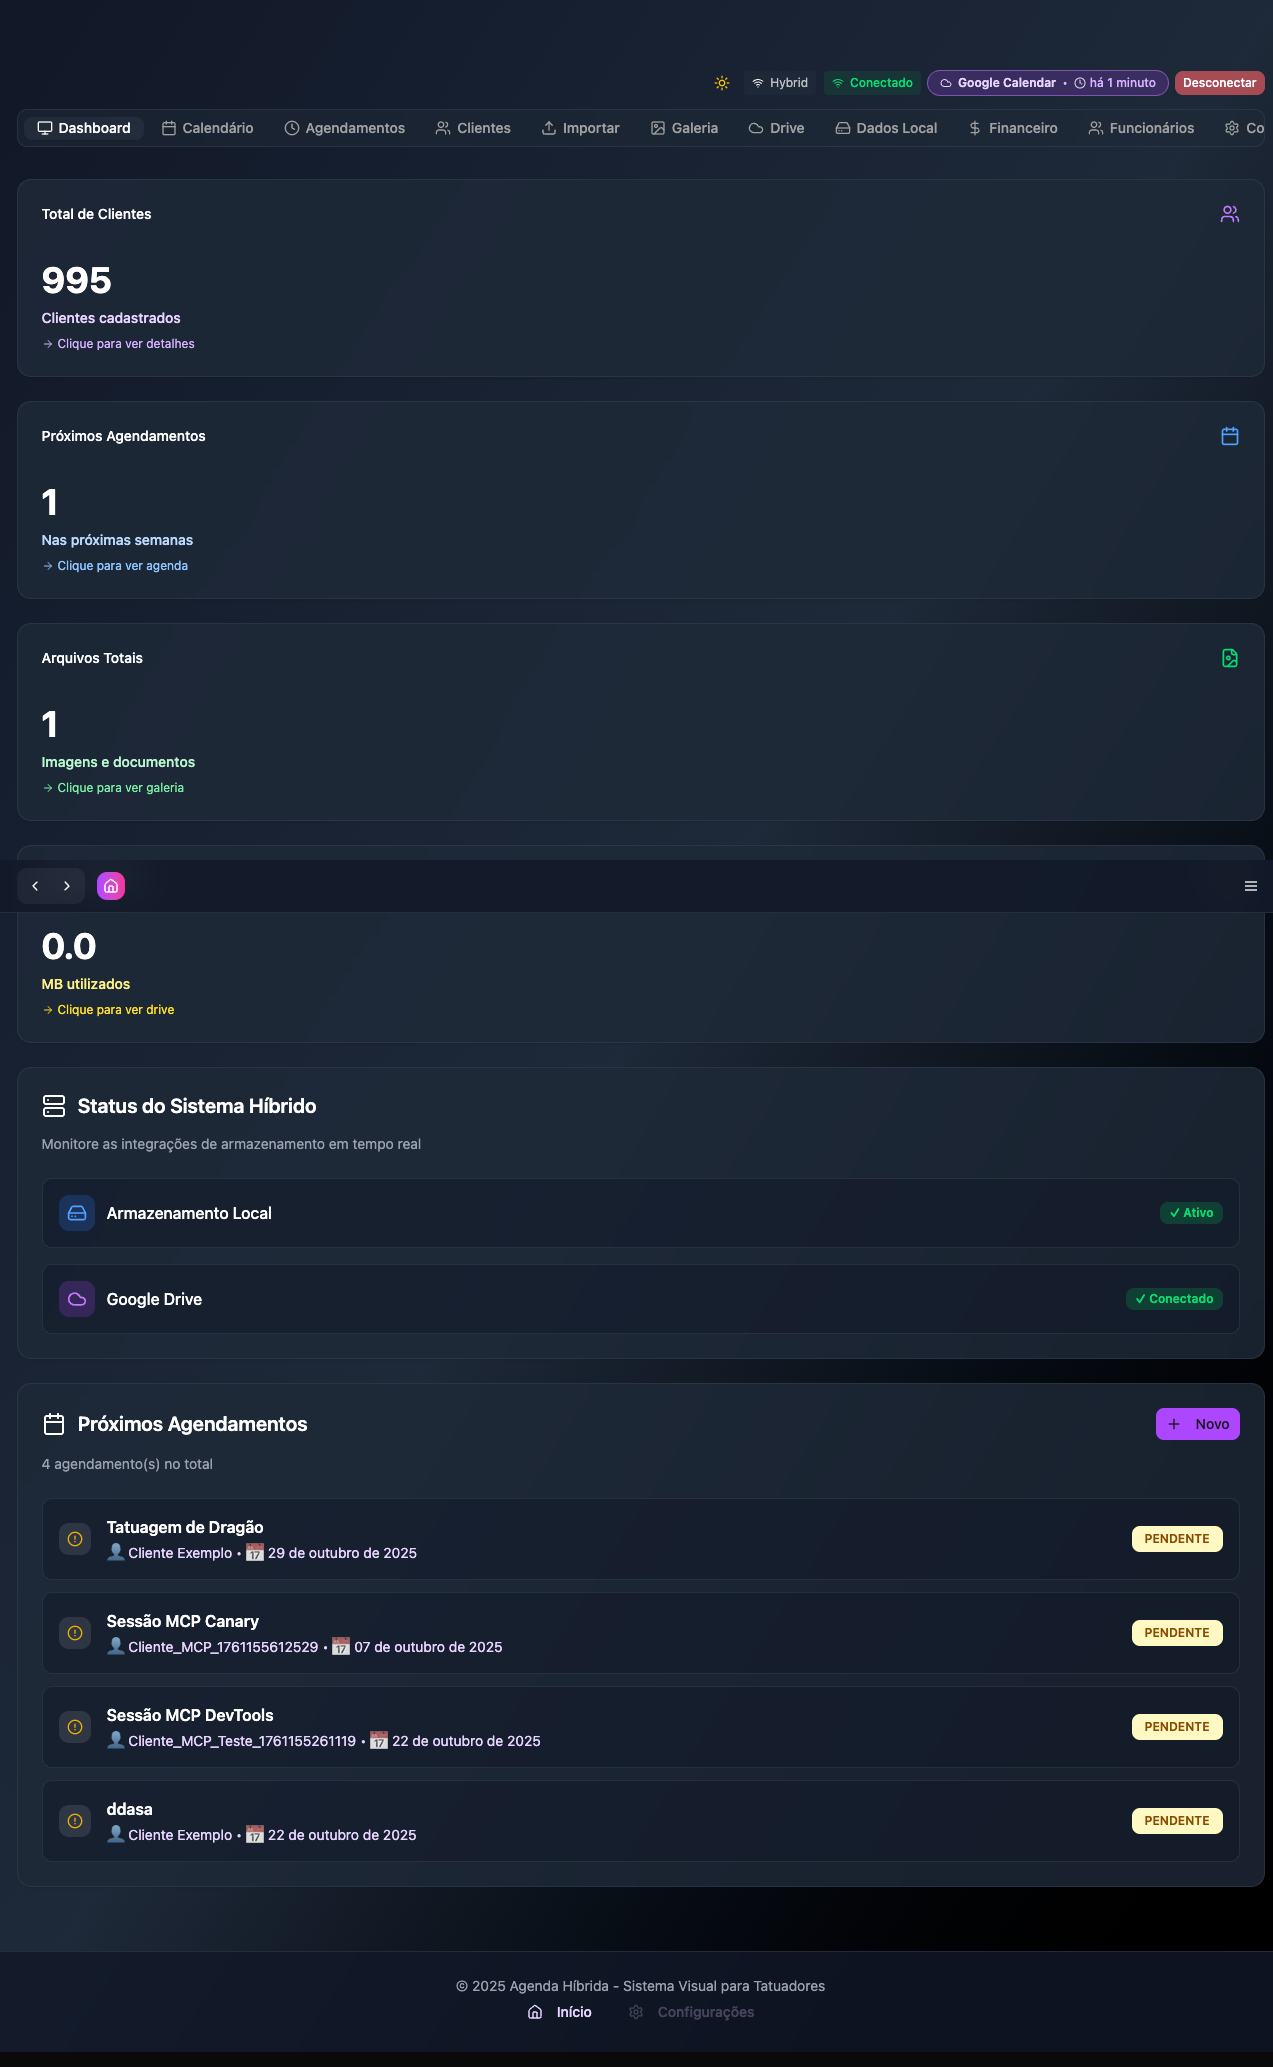 Hybrid
Conectado
Google Calendar • há 1 minuto
Desconectar
Dashboard
Calendário
Agendamentos
Clientes
Importar
Galeria
Drive
Dados Local
Financeiro
Funcionários
Co
Total de Clientes
995
Clientes cadastrados
→ Clique para ver detalhes
Próximos Agendamentos
1
Nas próximas semanas
→ Clique para ver agenda
Arquivos Totais
1
Imagens e documentos
→ Clique para ver galeria
0.0
MB utilizados
→ Clique para ver drive
Status do Sistema Híbrido
Monitore as integrações de armazenamento em tempo real
Armazenamento Local
✓ Ativo
Google Drive
✓ Conectado
Próximos Agendamentos
+ Novo
4 agendamento(s) no total
Tatuagem de Dragão
👤 Cliente Exemplo • 📅 29 de outubro de 2025
PENDENTE
Sessão MCP Canary
👤 Cliente_MCP_1761155612529 • 📅 07 de outubro de 2025
PENDENTE
Sessão MCP DevTools
👤 Cliente_MCP_Teste_1761155261119 • 📅 22 de outubro de 2025
PENDENTE
ddasa
👤 Cliente Exemplo • 📅 22 de outubro de 2025
PENDENTE
© 2025 Agenda Híbrida - Sistema Visual para Tatuadores
Início
Configurações